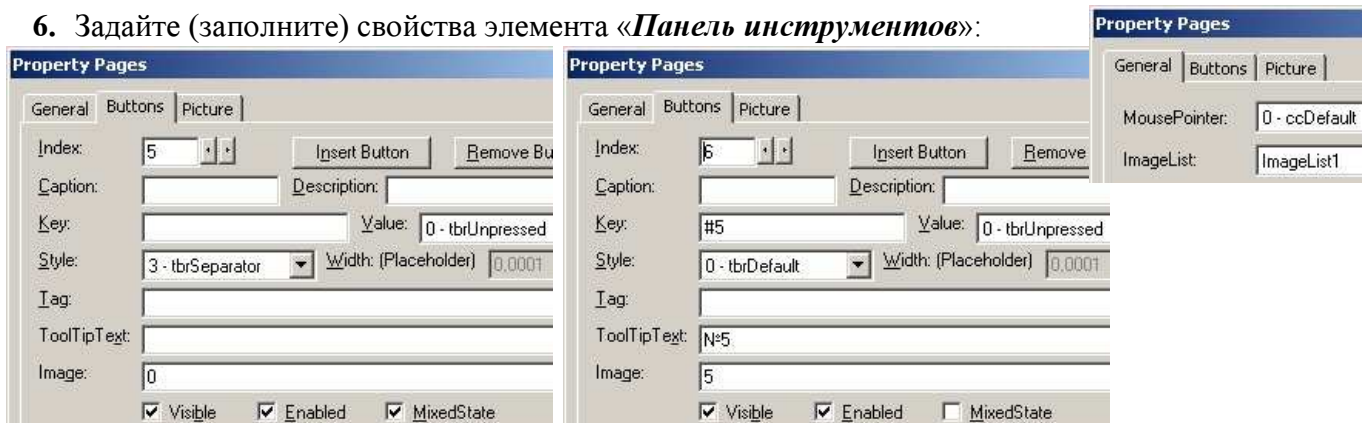 6. Задайте (заполните) свойства элемента «Панель инструментов»:
Property Pages
General Buttons Picture
Index: 5 Insert Button Remove Bu
Caption: Description:
Key: Value: 0 - tbrUnpressed
Style: 3 - tbrSeparator Width: (Placeholder) 0,0001
Tag:
ToolTipText:
Image: 0
Visible Enabled MixedState
Property Pages
General Buttons Picture
Index: 6 Insert Button Remove
Caption: Description:
Key: #5 Value: 0 - tbrUnpressed
Style: 0 - tbrDefault Width: (Placeholder) 0,0001
Tag:
ToolTipText: №5
Image: 5
Visible Enabled MixedState
Property Pages
General Buttons Picture
MousePointer: 0 - ccDefault
ImageList: ImageList1